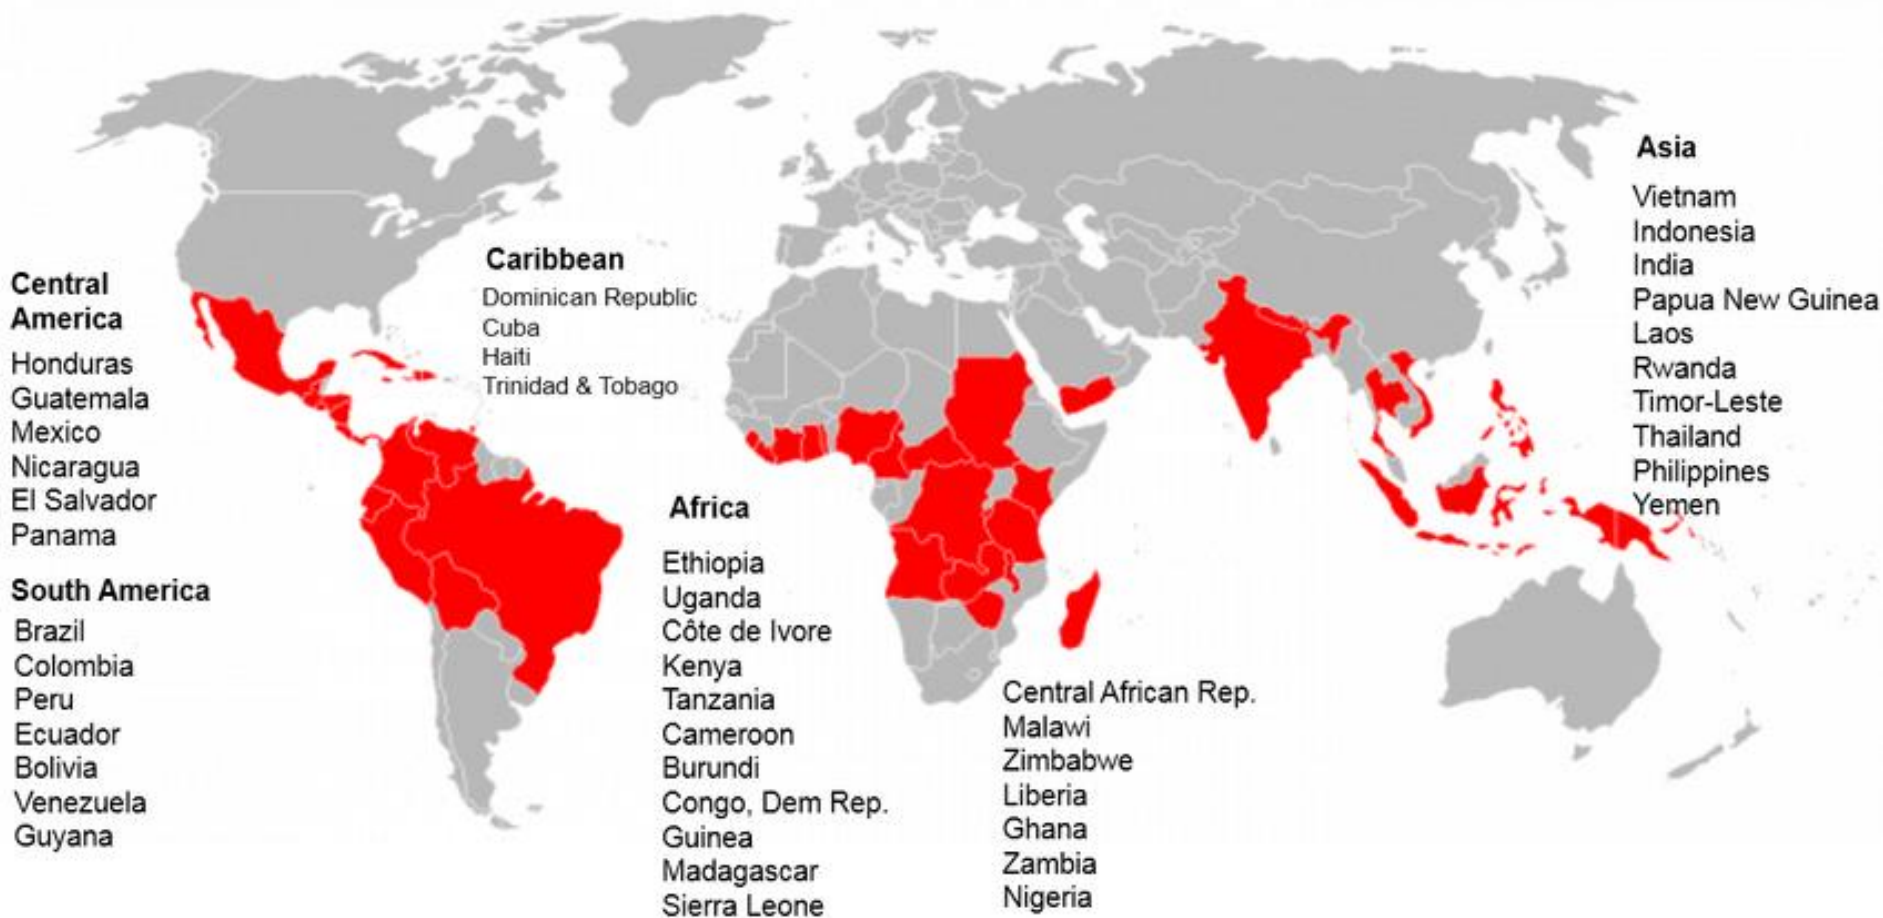 Central
America
Honduras
Guatemala
Mexico
Nicaragua
El Salvador
Panama
South America
Brazil
Colombia
Peru
Ecuador
Bolivia
Venezuela
Guyana
Caribbean
Dominican Republic
Cuba
Haiti
Trinidad & Tobago
Africa
Ethiopia
Uganda
Côte de Ivore
Kenya
Tanzania
Cameroon
Burundi
Congo, Dem Rep.
Guinea
Madagascar
Sierra Leone
Central African Rep.
Malawi
Zimbabwe
Liberia
Ghana
Zambia
Nigeria
Asia
Vietnam
Indonesia
India
Papua New Guinea
Laos
Rwanda
Timor-Leste
Thailand
Philippines
Yemen